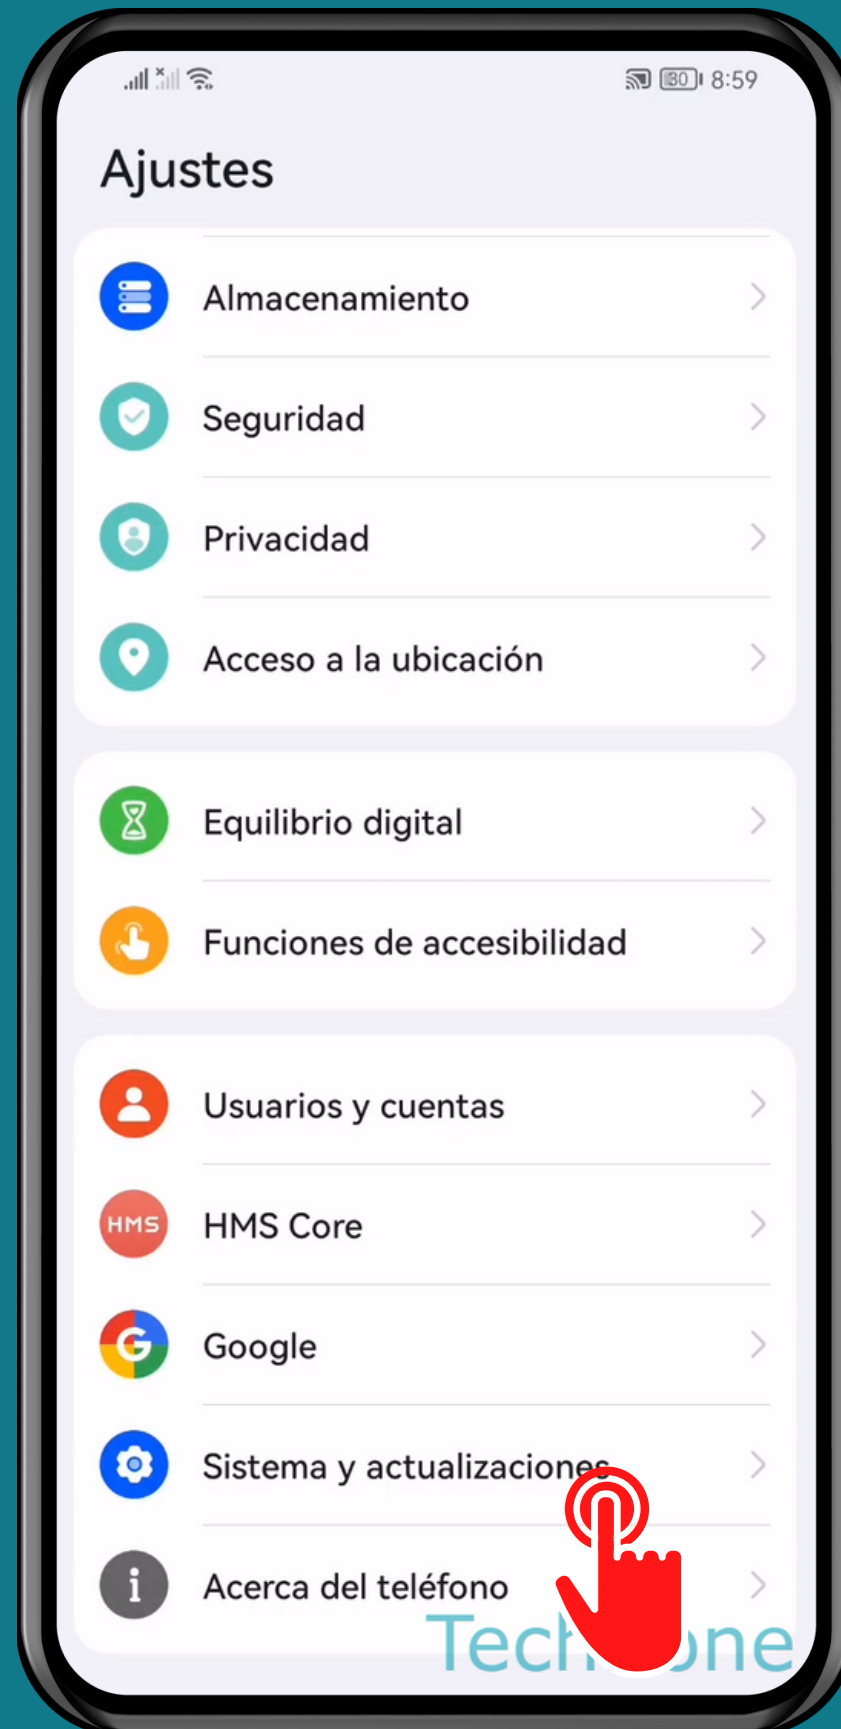 30 8:59
Ajustes
Almacenamiento
Seguridad
Privacidad
Acceso a la ubicación
Equilibrio digital
Funciones de accesibilidad
Usuarios y cuentas
HMS HMS Core
G Google
Sistema y actualizaciones
i Acerca del teléfono